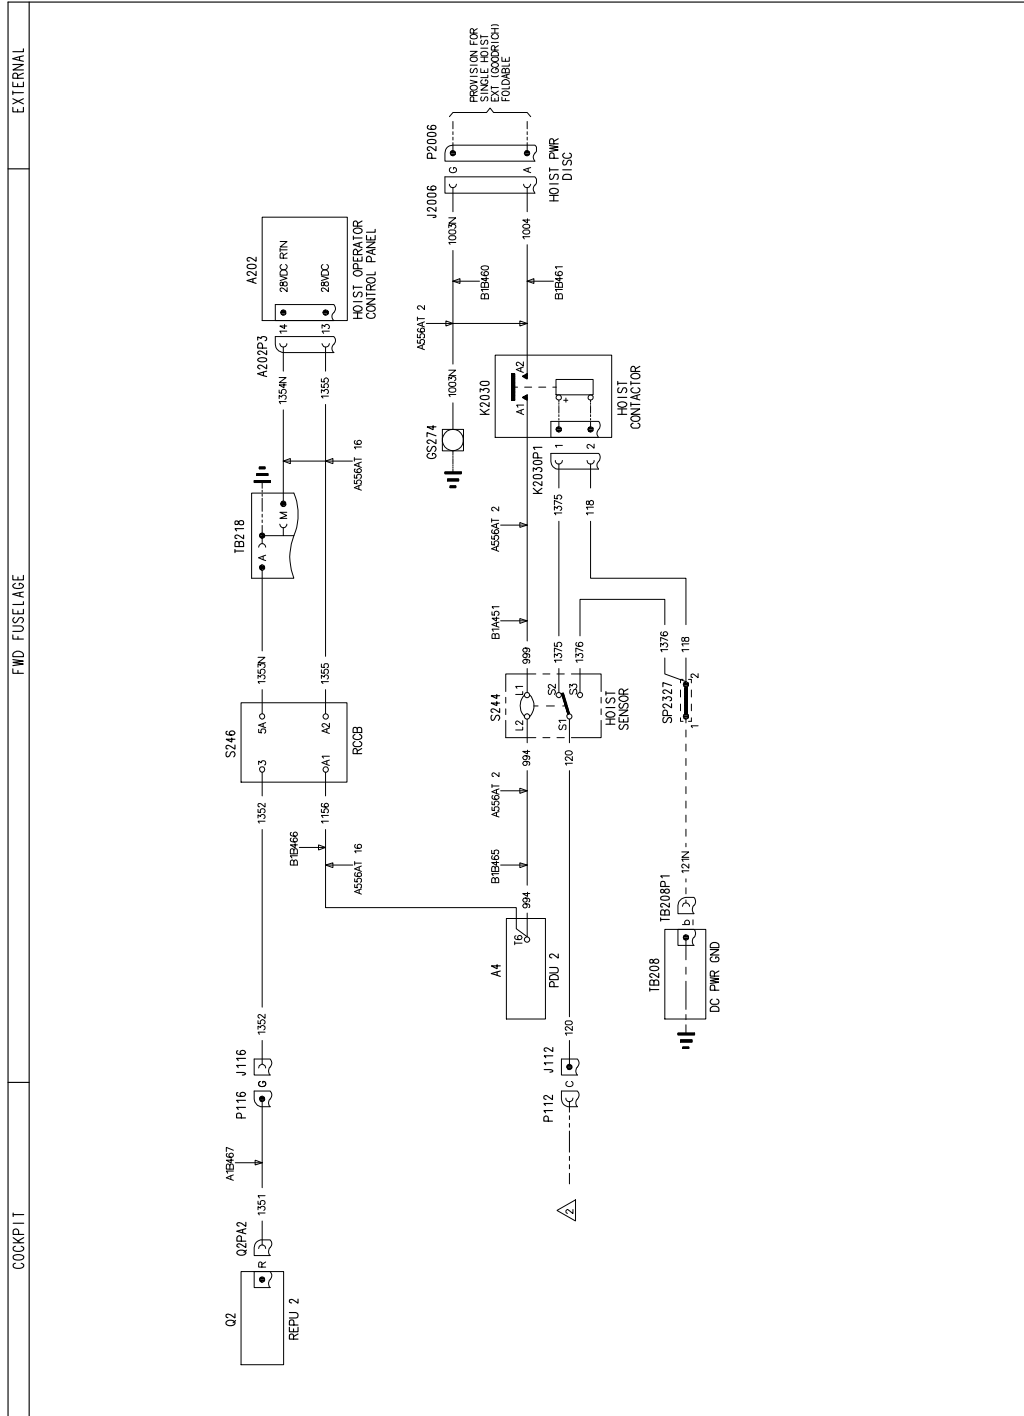 COCKPIT
FWD FUSELAGE
EXTERNAL
Q2
REPU 2
R
Q2PA2
1351
A1B467
P116
G
J116
1352
1352
S246
3
5A
A1
A2
RCCB
1353N
TB218
A
M
1354N
A202P3
14
13
A202
28VDC RTN
28VDC
HOIST OPERATOR
CONTROL PANEL
1355
1355
A556AT 16
1156
B1B466
A556AT 16
A4
T6
PDU 2
994
B1B465
A556AT 2
994
S244
L2
L1
S1
S2
S3
HOIST
SENSOR
999
B1A451
A556AT 2
K2030
A1
A2
+
1
2
HOIST
CONTACTOR
K2030P1
1375
1375
118
1376
1376
118
GS274
1003N
1003N
A556AT 2
B1B460
B1B461
1004
J2006
G
A
P2006
HOIST PWR
DISC
PROVISION FOR
SINGLE HOIST
EXT (GOODRICH)
FOLDABLE
2
P112
C
J112
120
120
TB208
b
TB208P1
DC PWR GND
121N
SP2327
1
2